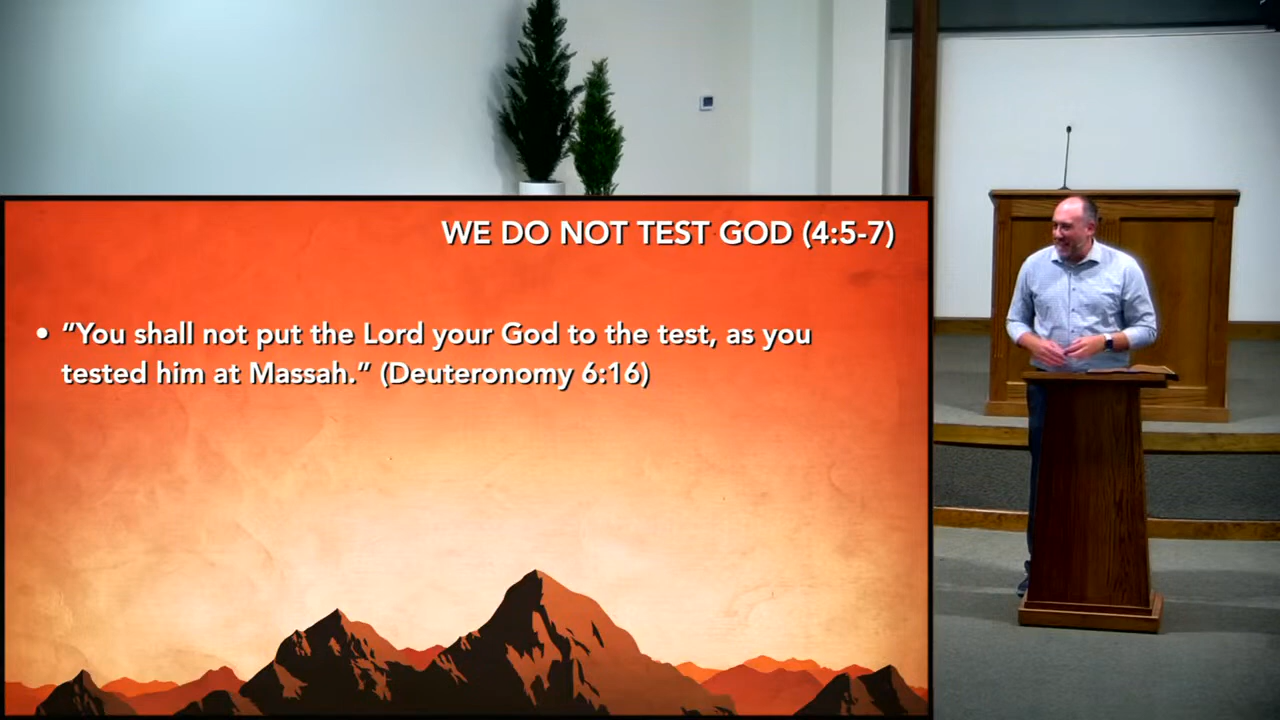 WE DO NOT TEST GOD (4:5-7)
• “You shall not put the Lord your God to the test, as you
tested him at Massah.” (Deuteronomy 6:16)